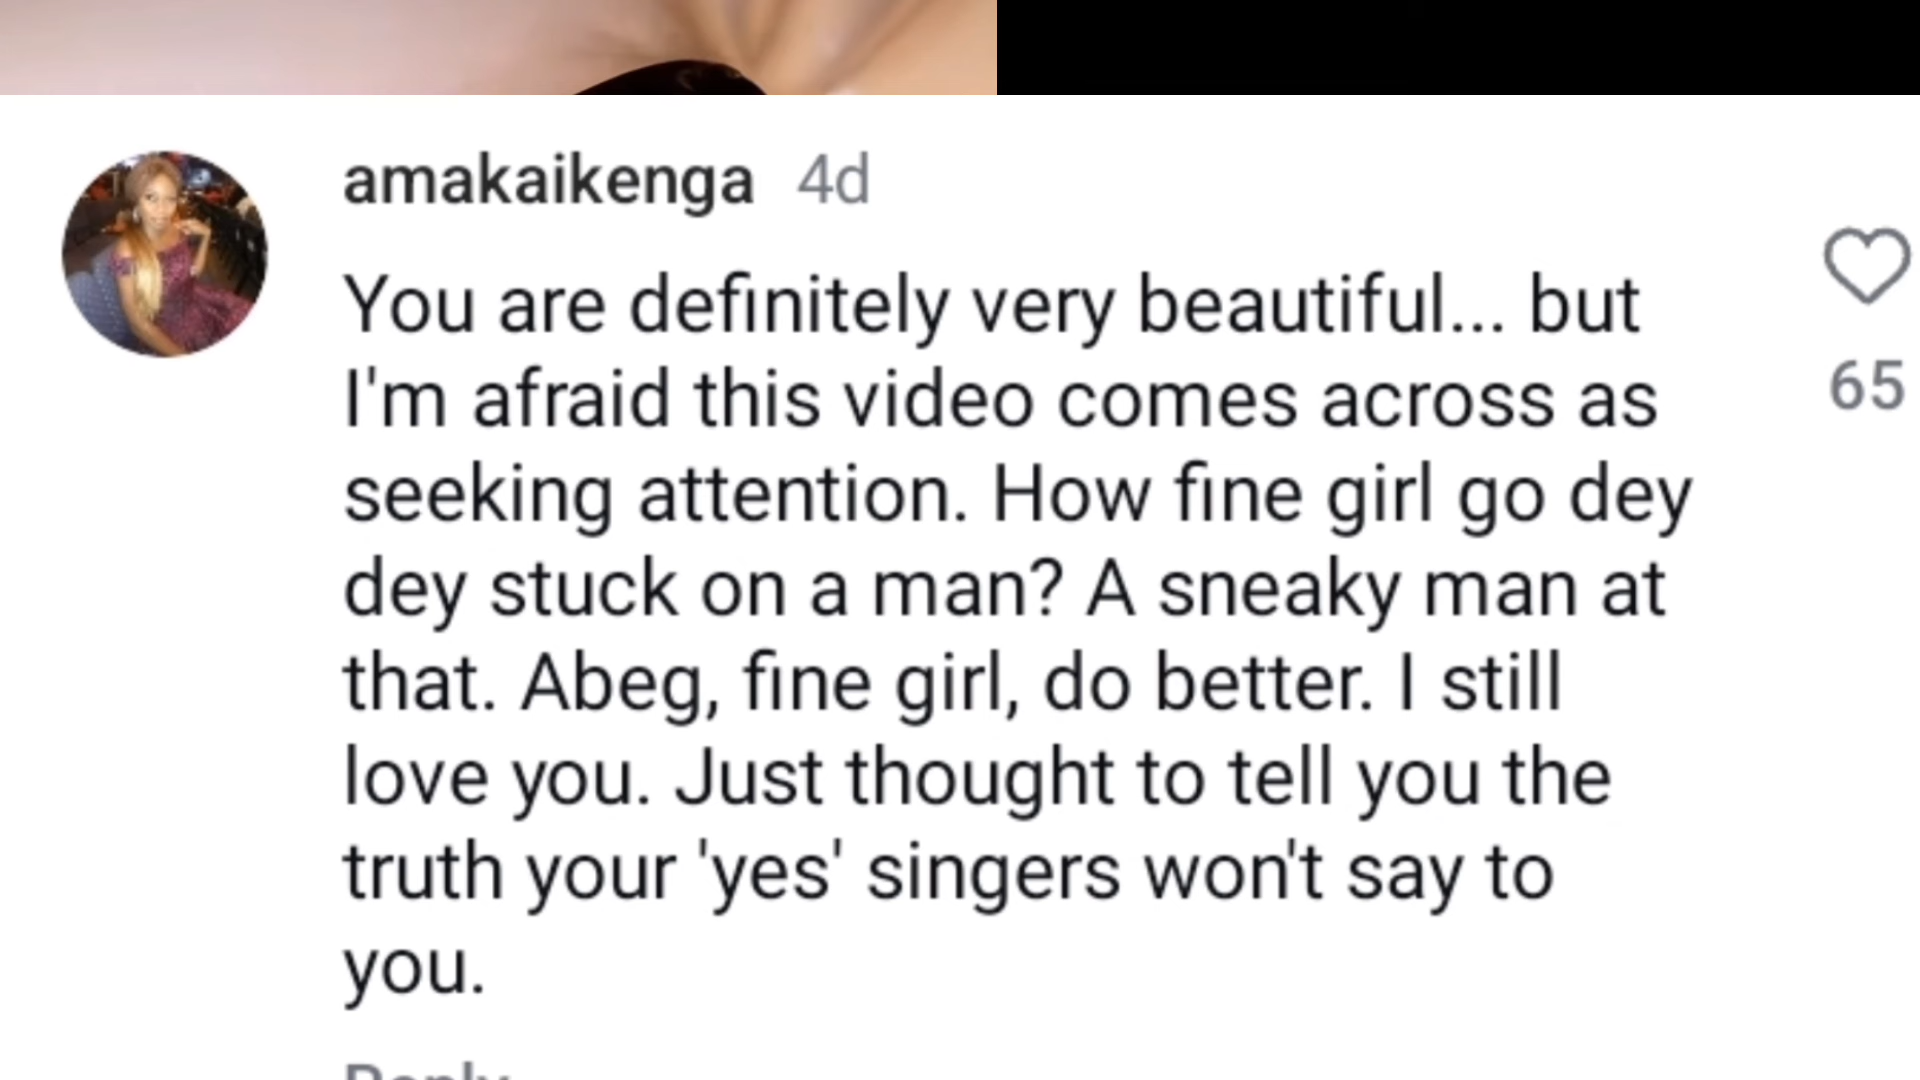 amakaikenga 4d
You are definitely very beautiful... but
I'm afraid this video comes across as
seeking attention. How fine girl go dey
dey stuck on a man? A sneaky man at
that. Abeg, fine girl, do better. I still
love you. Just thought to tell you the
truth your 'yes' singers won't say to
you.
65
Reply